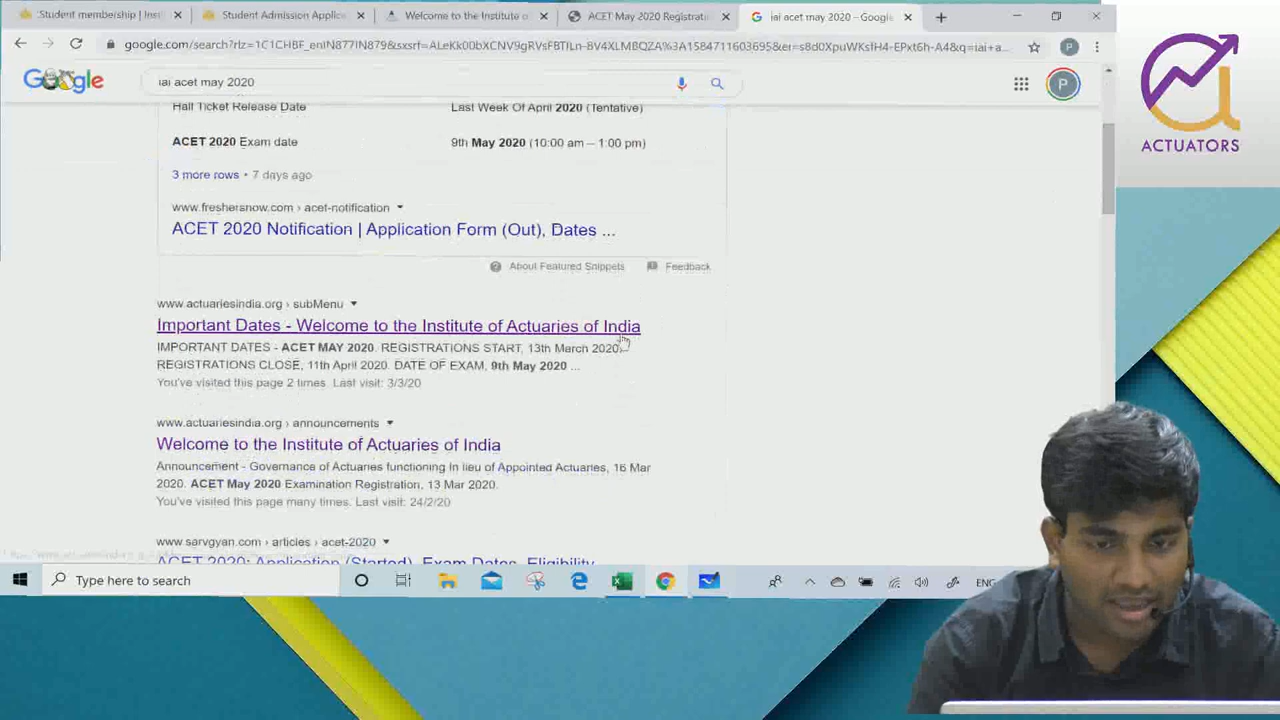 Student membership | Inst
Student Admission Applic
Welcome to the Institute o
ACET May 2020 Registrati
iai acet may 2020 - Google
google.com/search?rlz=1C1CHBF_enIN877IN879&sxsrf=
Google
iai acet may 2020
P
P
Hall Ticket Release Date
Last Week Of April 2020 (Tentative)
ACET 2020 Exam date
9th May 2020 (10:00 am – 1:00 pm)
3 more rows • 7 days ago
www.freshersnow.com › acet-notification
ACET 2020 Notification | Application Form (Out), Dates ...
About Featured Snippets
Feedback
www.actuariesindia.org › subMenu
Important Dates - Welcome to the Institute of Actuaries of India
IMPORTANT DATES - ACET MAY 2020. REGISTRATIONS START, 13th March 2020.
REGISTRATIONS CLOSE, 11th April 2020. DATE OF EXAM, 9th May 2020 ...
You've visited this page 2 times. Last visit: 3/3/20
www.actuariesindia.org › announcements
Welcome to the Institute of Actuaries of India
Announcement - Governance of Actuaries functioning In lieu of Appointed Actuaries, 16 Mar
2020. ACET May 2020 Examination Registration, 13 Mar 2020.
You've visited this page many times. Last visit: 24/2/20
www.sarvgyan.com › articles › acet-2020
ACET 2020: Application (Started), Exam Dates, Eligibility
Type here to search
ENG
ACTUATORS